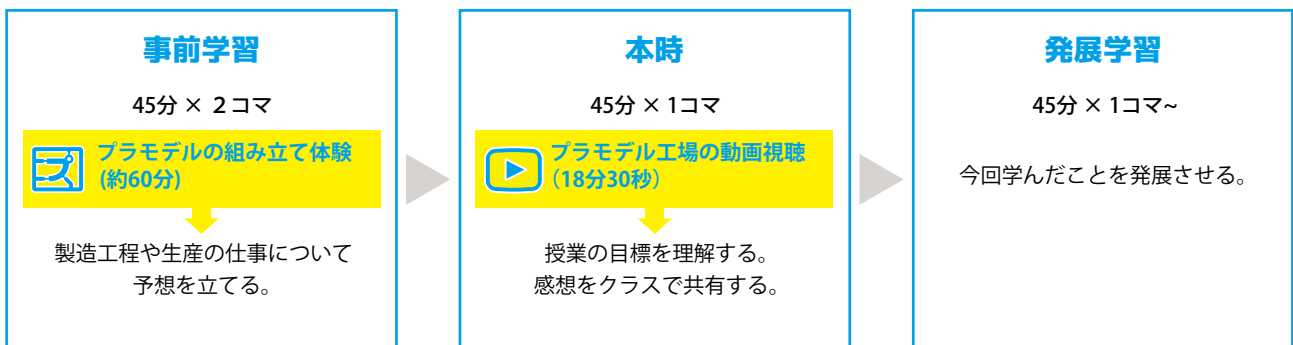 事前学習
45分 × ２コマ
プラモデルの組み立て体験
(約60分)
製造工程や生産の仕事について
予想を立てる。
本時
45分 × 1コマ
プラモデル工場の動画視聴
（18分30秒）
授業の目標を理解する。
感想をクラスで共有する。
発展学習
45分 × 1コマ~
今回学んだことを発展させる。